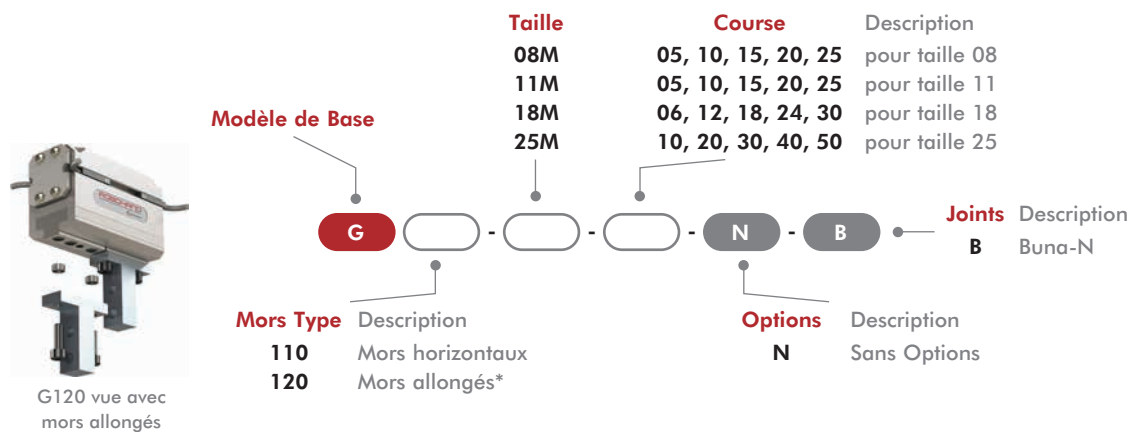 Taille Course Description
08M 05, 10, 15, 20, 25 pour taille 08
11M 05, 10, 15, 20, 25 pour taille 11
18M 06, 12, 18, 24, 30 pour taille 18
25M 10, 20, 30, 40, 50 pour taille 25
Modèle de Base
G - - - N - B
Joints Description
B Buna-N
Mors Type Description
110 Mors horizontaux
120 Mors allongés*
Options Description
N Sans Options
ROBOHAND
G120 vue avec
mors allongés